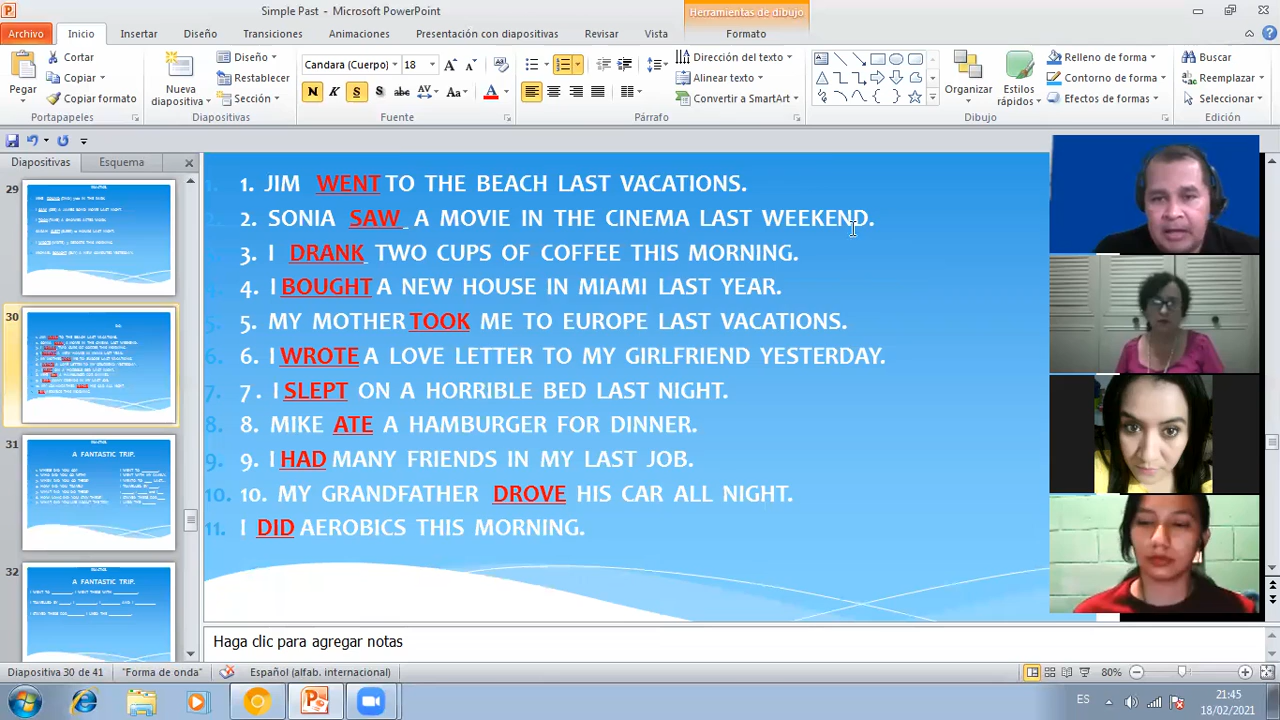 Simple Past - Microsoft PowerPoint
Herramientas de dibujo
Archivo Inicio Insertar Diseño Transiciones Animaciones Presentación con diapositivas Revisar Vista Formato
Pegar
Cortar
Copiar
Copiar formato
Portapapeles
Nueva diapositiva
Diseño
Restablecer
Sección
Diapositivas
Candara (Cuerpo) 18
Fuente
Párrafo
Dirección del texto
Alinear texto
Convertir a SmartArt
Organizar
Estilos rápidos
Dibujo
Relleno de forma
Contorno de forma
Efectos de formas
Buscar
Reemplazar
Seleccionar
Edición
Diapositivas Esquema
29
30
31
A FANTASTIC TRIP.
32
A FANTASTIC TRIP.
1. JIM WENT TO THE BEACH LAST VACATIONS.
2. SONIA SAW A MOVIE IN THE CINEMA LAST WEEKEND.
3. I DRANK TWO CUPS OF COFFEE THIS MORNING.
4. I BOUGHT A NEW HOUSE IN MIAMI LAST YEAR.
5. MY MOTHER TOOK ME TO EUROPE LAST VACATIONS.
6. 6. I WROTE A LOVE LETTER TO MY GIRLFRIEND YESTERDAY.
7. 7. I SLEPT ON A HORRIBLE BED LAST NIGHT.
8. 8. MIKE ATE A HAMBURGER FOR DINNER.
9. 9. I HAD MANY FRIENDS IN MY LAST JOB.
10. 10. MY GRANDFATHER DROVE HIS CAR ALL NIGHT.
11. I DID AEROBICS THIS MORNING.
Haga clic para agregar notas
Diapositiva 30 de 41 "Forma de onda" Español (alfab. internacional) 80%
ES 21:45
18/02/2021